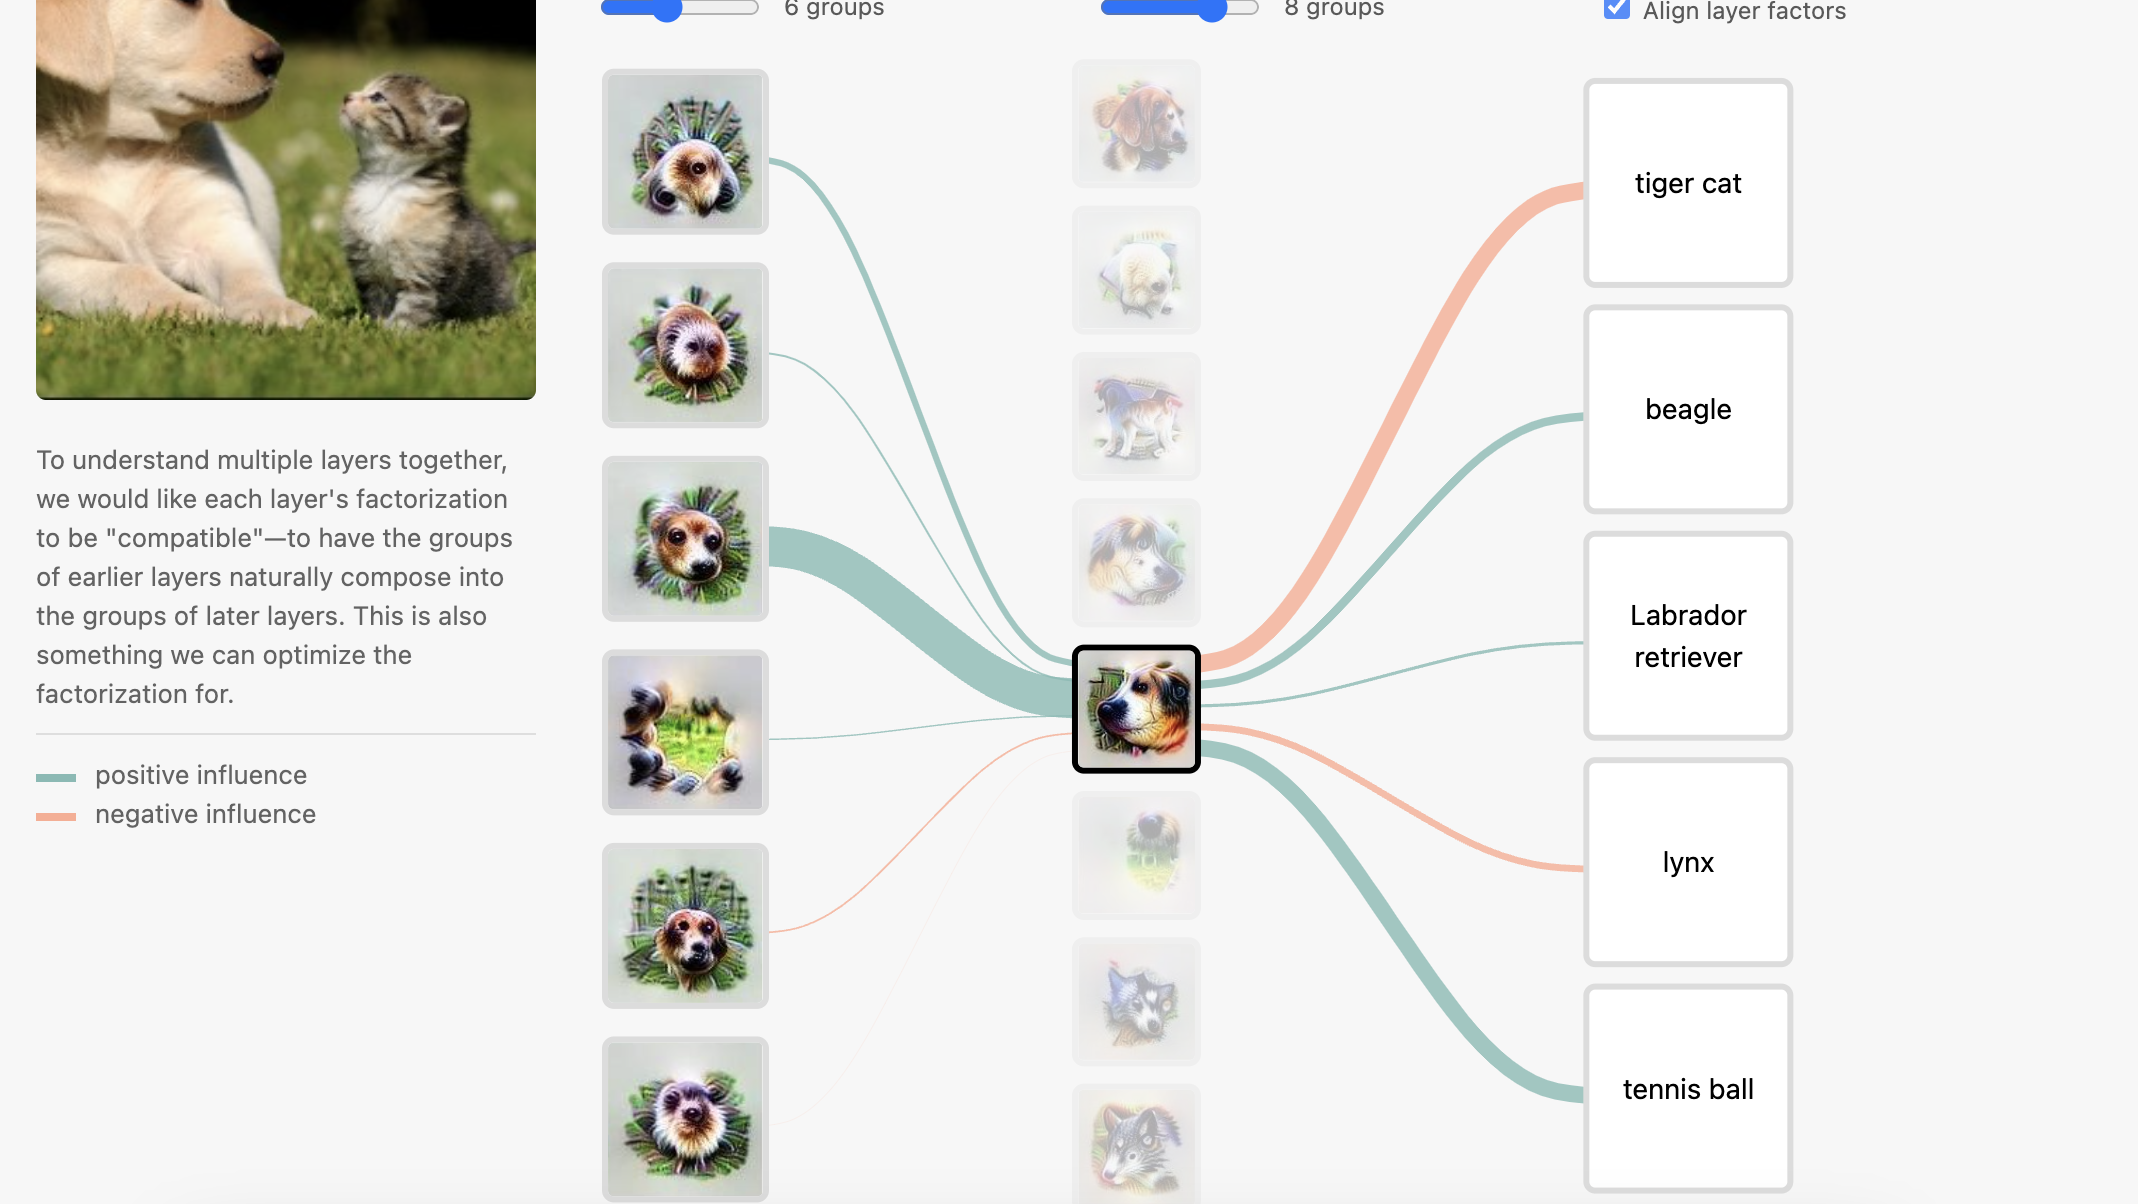 6 groups
8 groups
Align layer factors
To understand multiple layers together,
we would like each layer's factorization
to be "compatible"—to have the groups
of earlier layers naturally compose into
the groups of later layers. This is also
something we can optimize the
factorization for.
positive influence
negative influence
tiger cat
beagle
Labrador
retriever
lynx
tennis ball